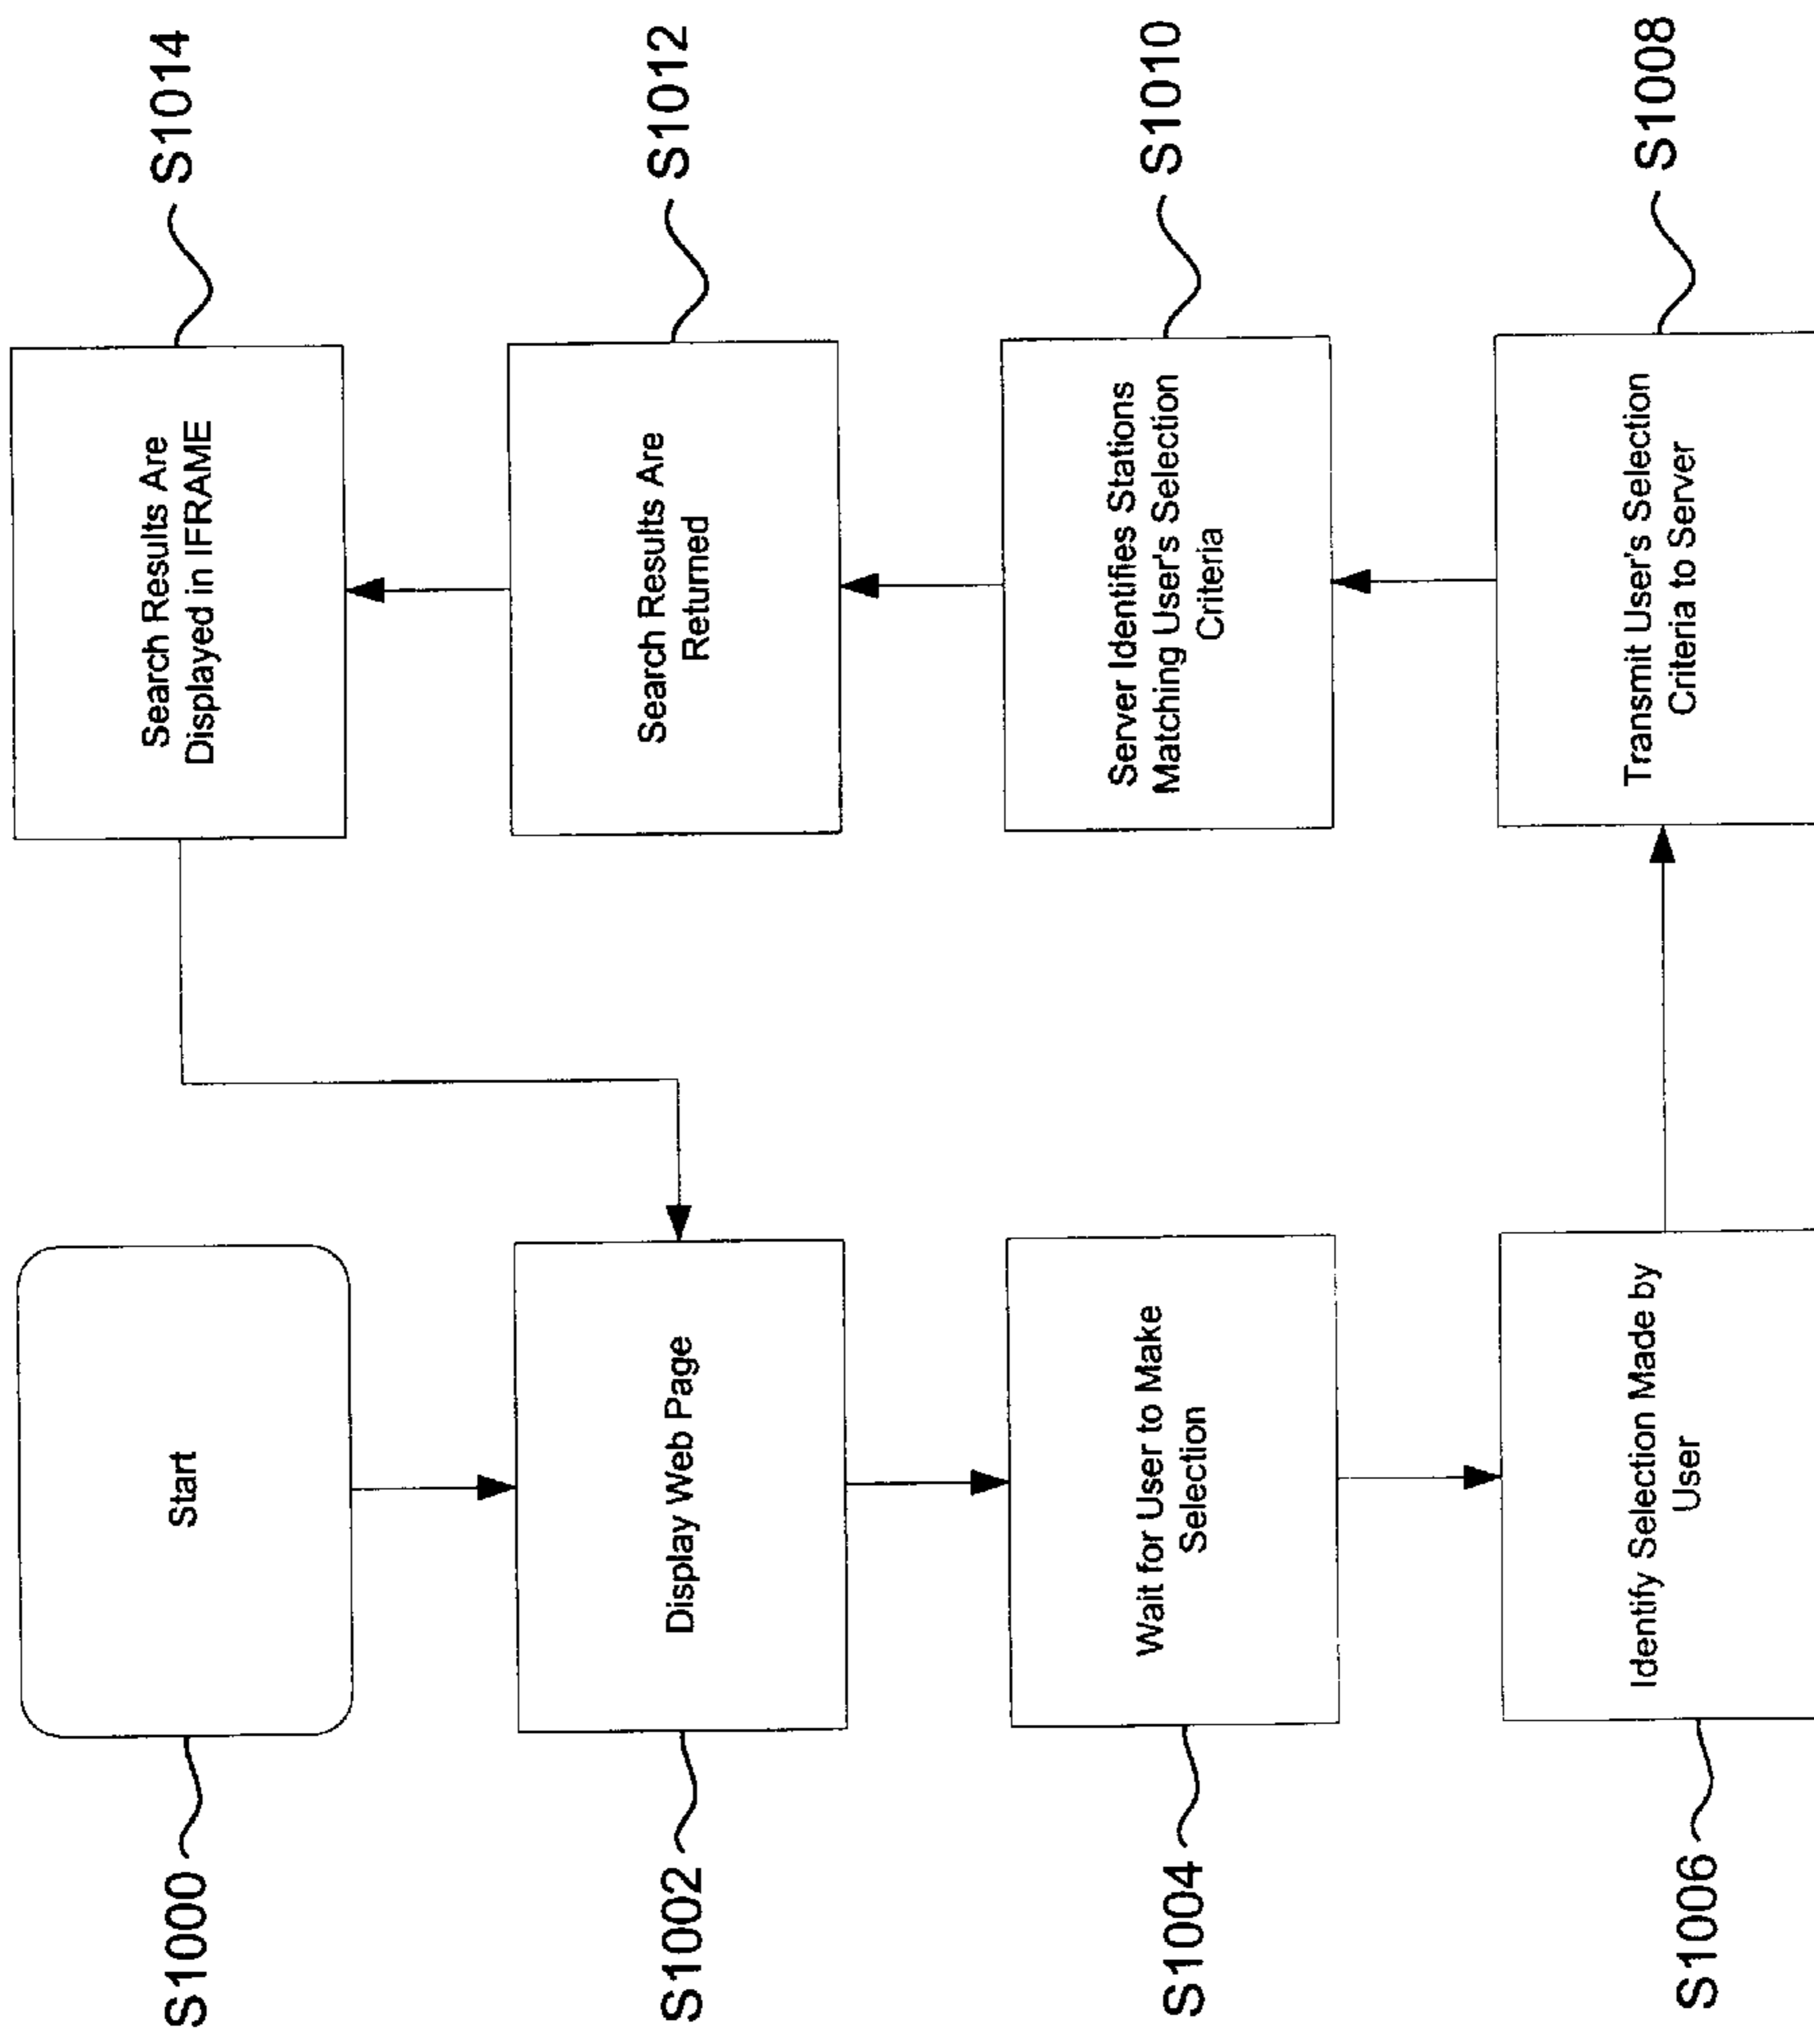 S1000
Start
S1002
Display Web Page
S1004
Wait for User to Make
Selection
S1006
Identify Selection Made by
User
S1008
Transmit User's Selection
Criteria to Server
S1010
Server Identifies Stations
Matching User's Selection
Criteria
S1012
Search Results Are
Returned
S1014
Search Results Are
Displayed in IFRAME